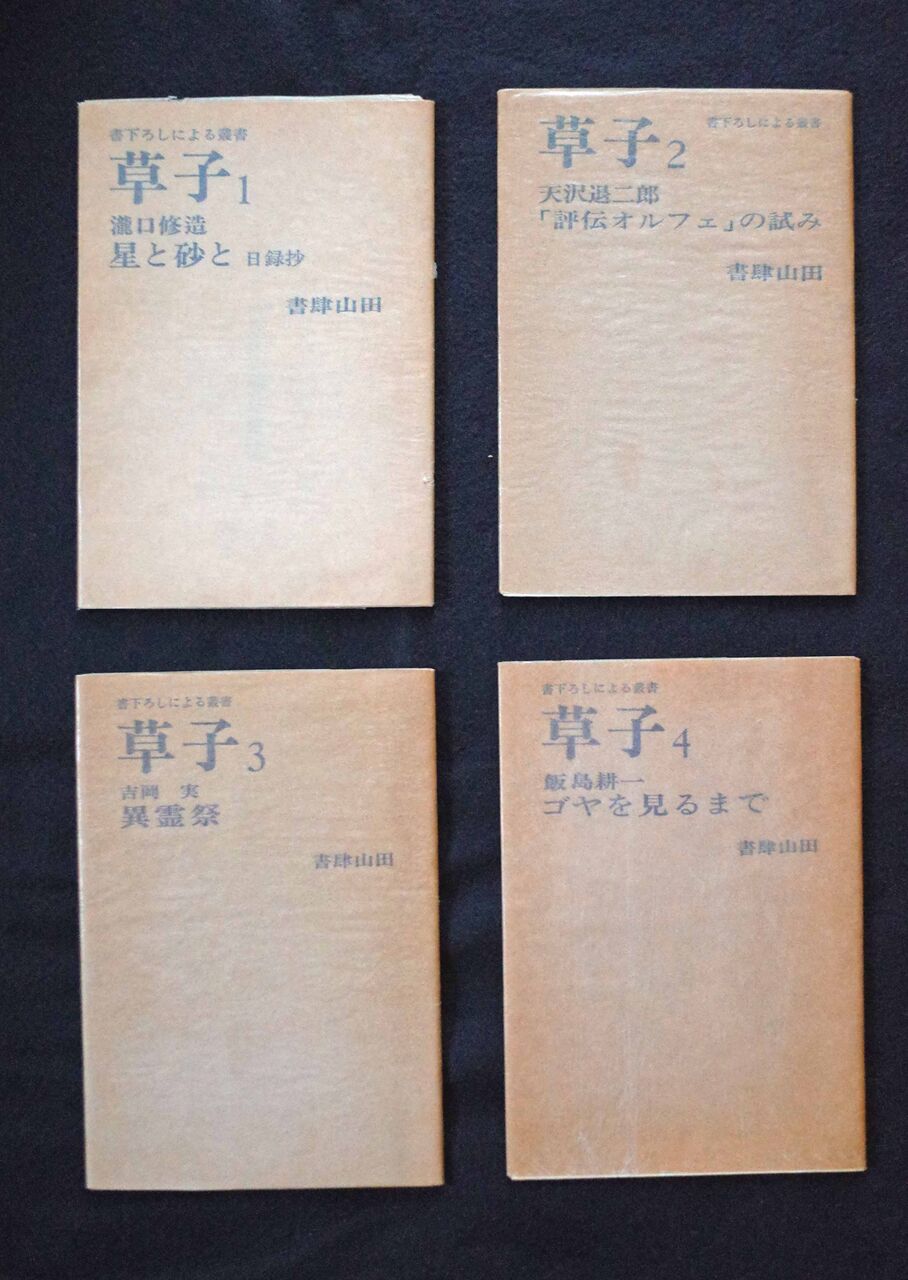 書下ろしによる叢書
草子1
瀧口修造
星と砂と 日録抄
書肆山田
草子2 書下ろしによる叢書
天沢退二郎
「評伝オルフェ」の試み
書肆山田
書下ろしによる叢書
草子3
吉岡 実
異霊祭
書肆山田
書下ろしによる叢書
草子4
飯島耕一
ゴヤを見るまで
書肆山田